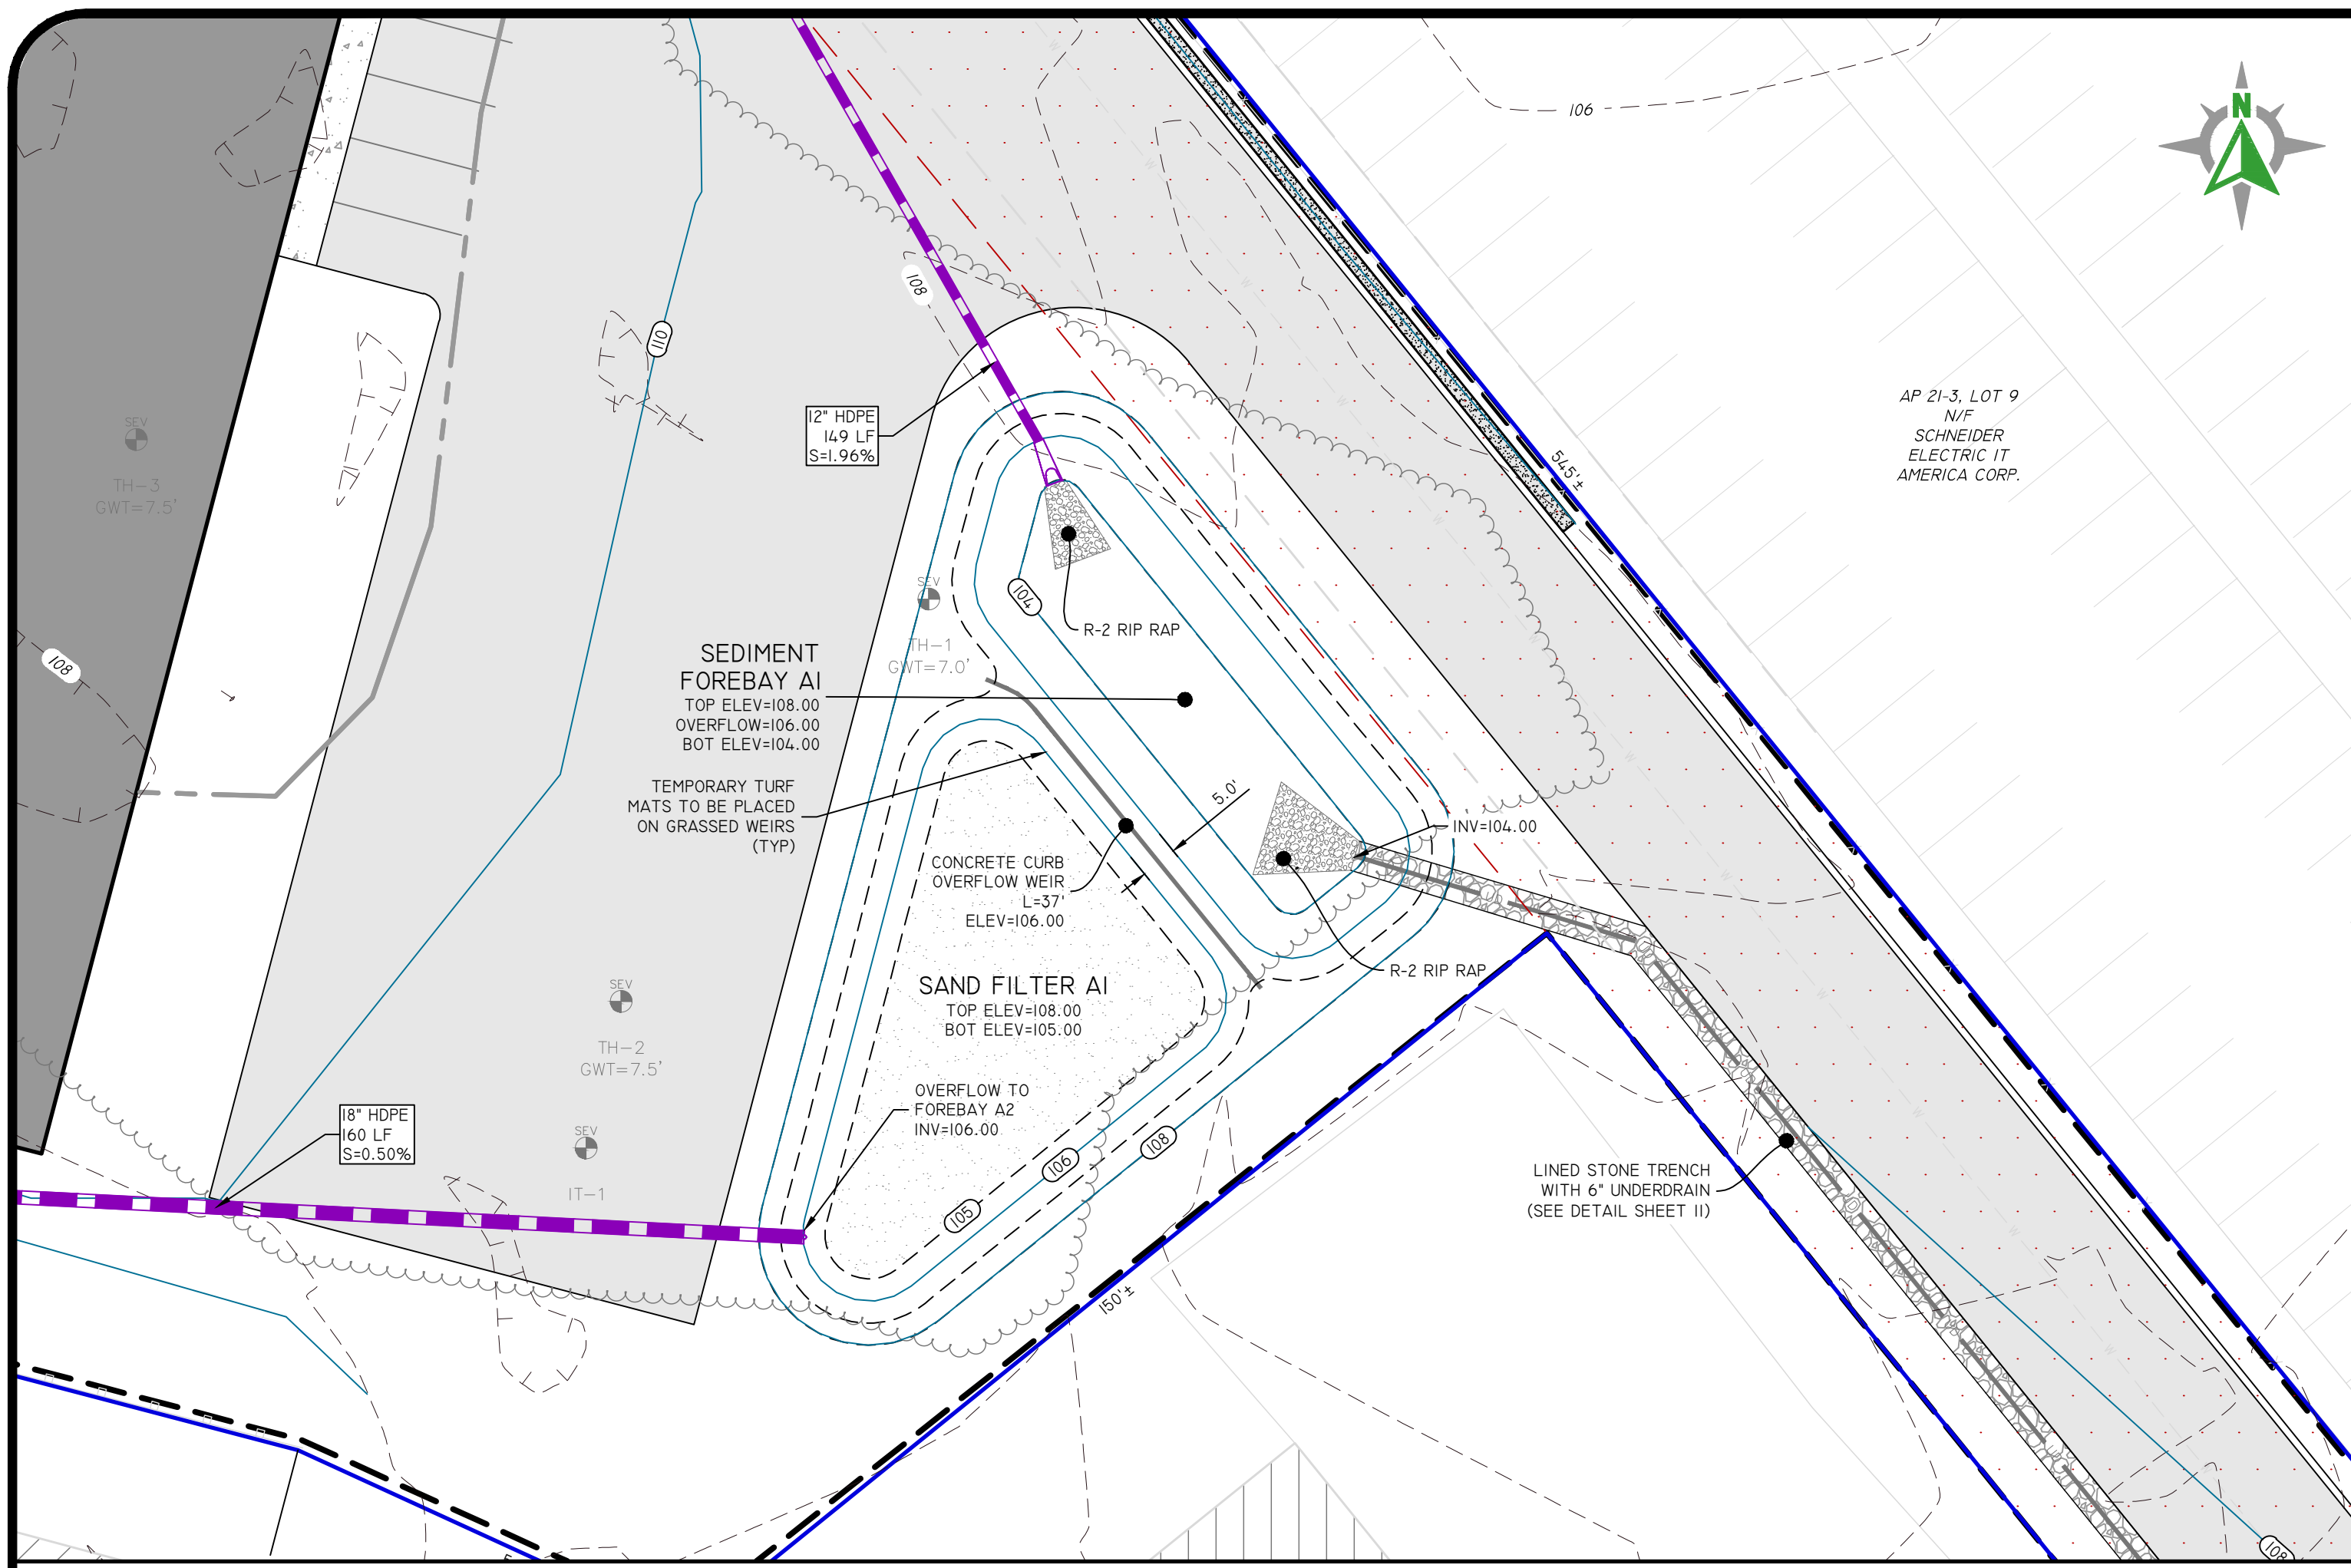 106
N
108
110
AP 21-3, LOT 9
N/F
SCHNEIDER
ELECTRIC IT
AMERICA CORP.
12" HDPE
149 LF
S=1.96%
545'±
SEV
TH-3
GWT=7.5'
SEV
TH-1
GWT=7.0'
104
R-2 RIP RAP
108
SEDIMENT
FOREBAY A1
TOP ELEV=108.00
OVERFLOW=106.00
BOT ELEV=104.00
TEMPORARY TURF
MATS TO BE PLACED
ON GRASSED WEIRS
(TYP)
5.0'
INV=104.00
CONCRETE CURB
OVERFLOW WEIR
L=37'
ELEV=106.00
R-2 RIP RAP
SAND FILTER A1
TOP ELEV=108.00
BOT ELEV=105.00
SEV
TH-2
GWT=7.5'
OVERFLOW TO
FOREBAY A2
INV=106.00
18" HDPE
160 LF
S=0.50%
SEV
IT-1
106
108
105
LINED STONE TRENCH
WITH 6" UNDERDRAIN
(SEE DETAIL SHEET 11)
150'±
108
W
W
W
W
W
W
W
W
W